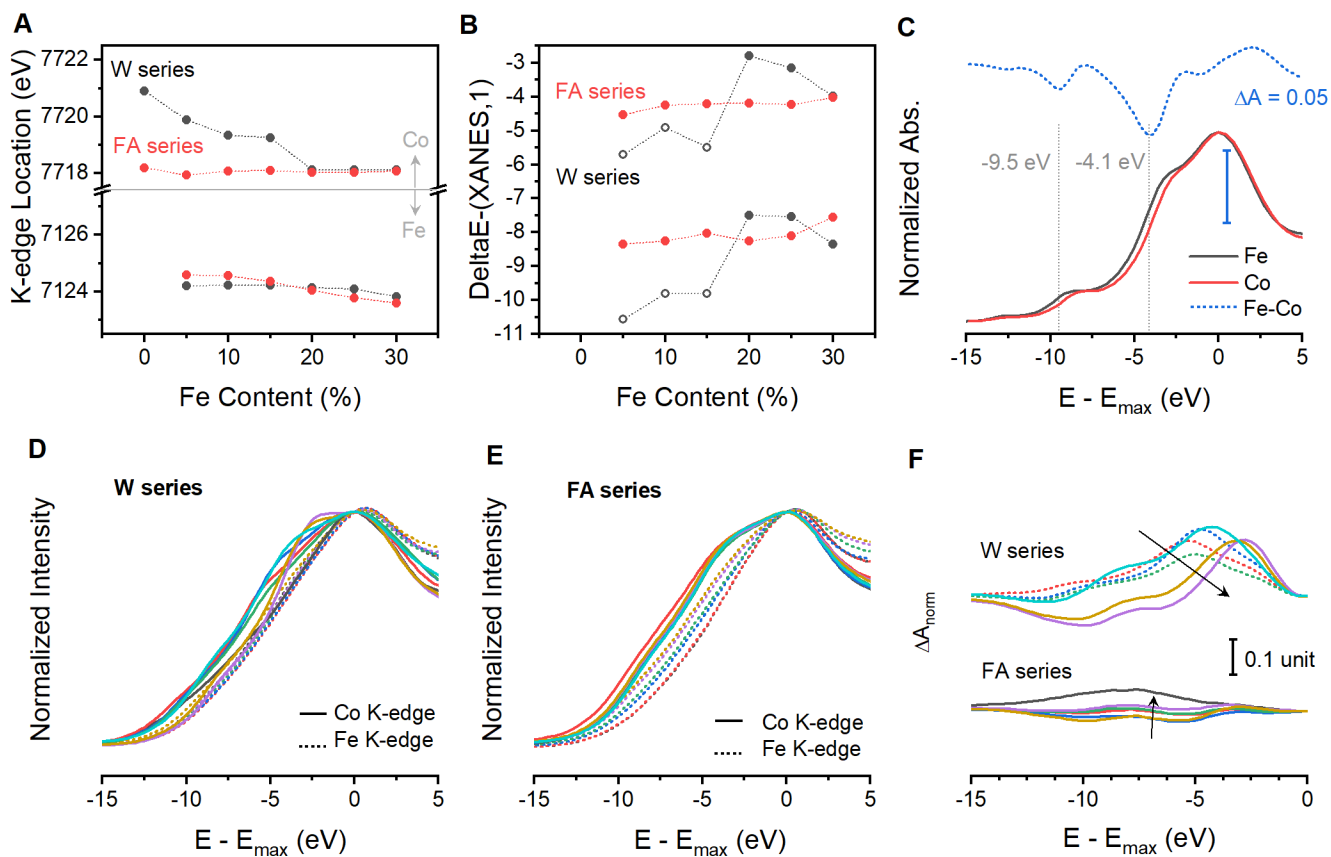 A
K-edge Location (eV)
7722
7720
7718
7126
7124
W series
FA series
Co
Fe
0
10
20
30
Fe Content (%)
B
DeltaE-(XANES,1)
-3
-4
-5
-6
-7
-8
-9
-10
-11
FA series
W series
0
10
20
30
Fe Content (%)
C
Normalized Abs.
ΔA = 0.05
-9.5 eV
-4.1 eV
Fe
Co
Fe-Co
-15
-10
-5
0
5
E - Emax (eV)
D
Normalized Intensity
W series
Co K-edge
Fe K-edge
-15
-10
-5
0
5
E - Emax (eV)
E
Normalized Intensity
FA series
Co K-edge
Fe K-edge
-15
-10
-5
0
5
E - Emax (eV)
F
ΔAnorm
W series
0.1 unit
FA series
-15
-10
-5
0
E - Emax (eV)